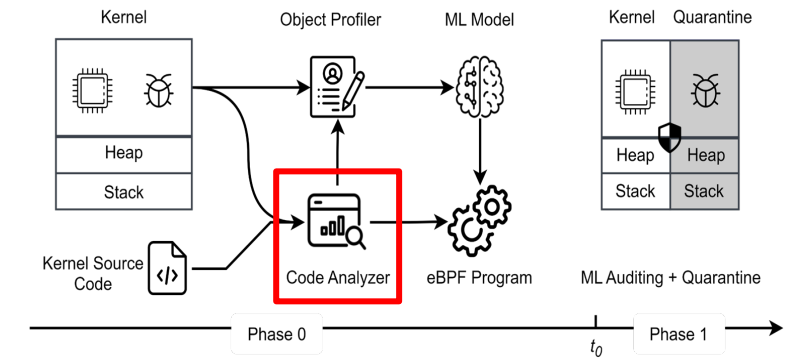 Kernel
Object Profiler
ML Model
Kernel
Quarantine
Heap
Stack
Heap
Heap
Stack
Stack
Kernel Source
Code
</>
Code Analyzer
eBPF Program
ML Auditing + Quarantine
Phase 0
t0
Phase 1